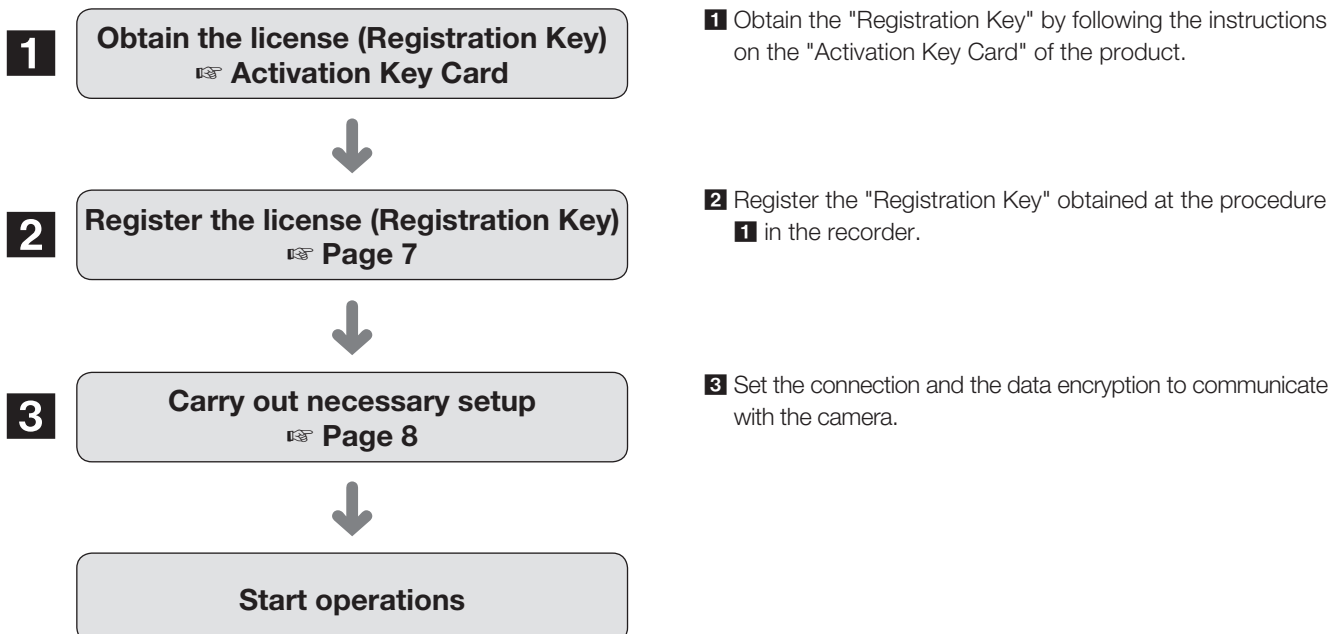 1
Obtain the license (Registration Key)
☞ Activation Key Card
1 Obtain the "Registration Key" by following the instructions
on the "Activation Key Card" of the product.
2
Register the license (Registration Key)
☞ Page 7
2 Register the "Registration Key" obtained at the procedure
1 in the recorder.
3
Carry out necessary setup
☞ Page 8
3 Set the connection and the data encryption to communicate
with the camera.
Start operations